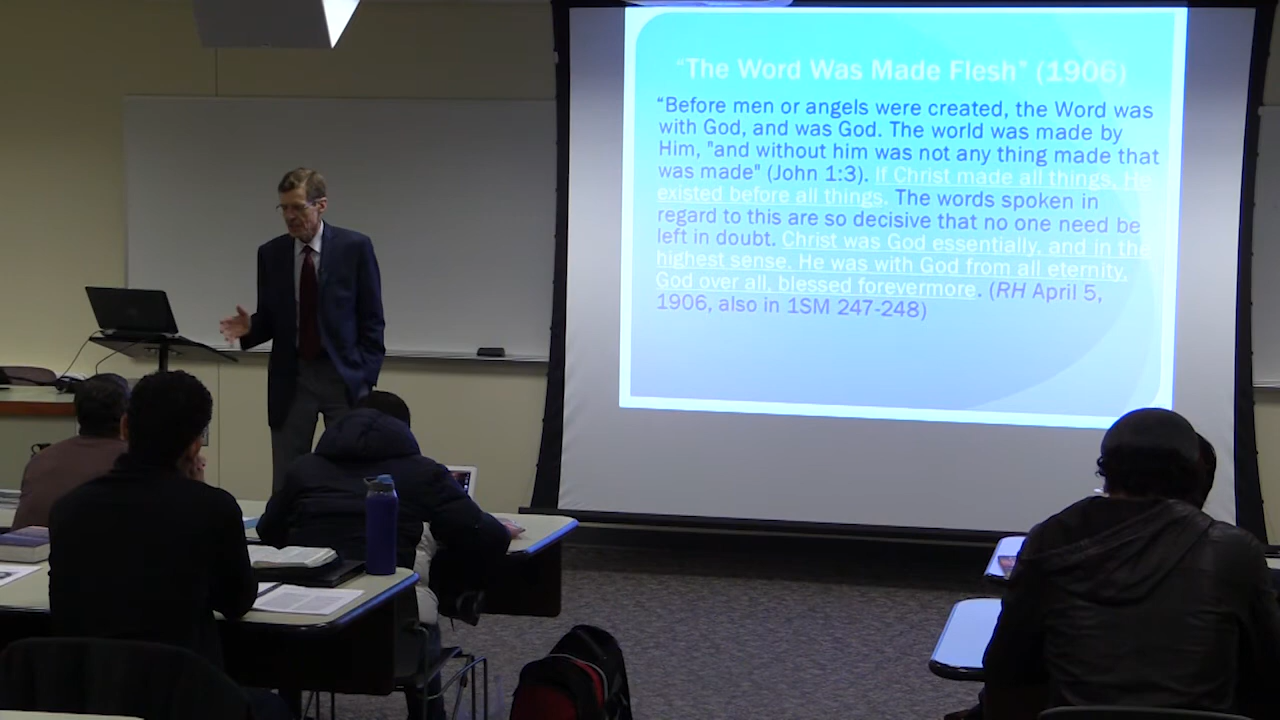 “The Word Was Made Flesh” (1906)
“Before men or angels were created, the Word was
with God, and was God. The world was made by
Him, "and without him was not any thing made that
was made" (John 1:3). If Christ made all things, He
existed before all things. The words spoken in
regard to this are so decisive that no one need be
left in doubt. Christ was God essentially, and in the
highest sense. He was with God from all eternity,
God over all, blessed forevermore. (RH April 5,
1906, also in 1SM 247-248)